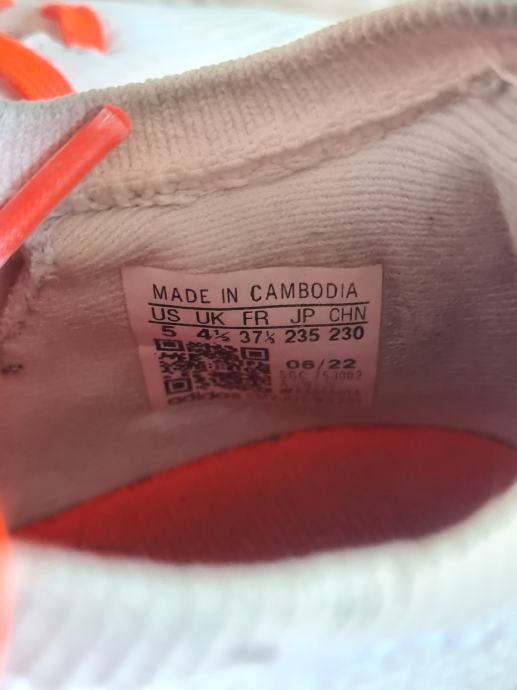 MADE IN CAMBODIA
US UK FR JP CHN
5 4½ 37⅓ 235 230
06/22
adidas